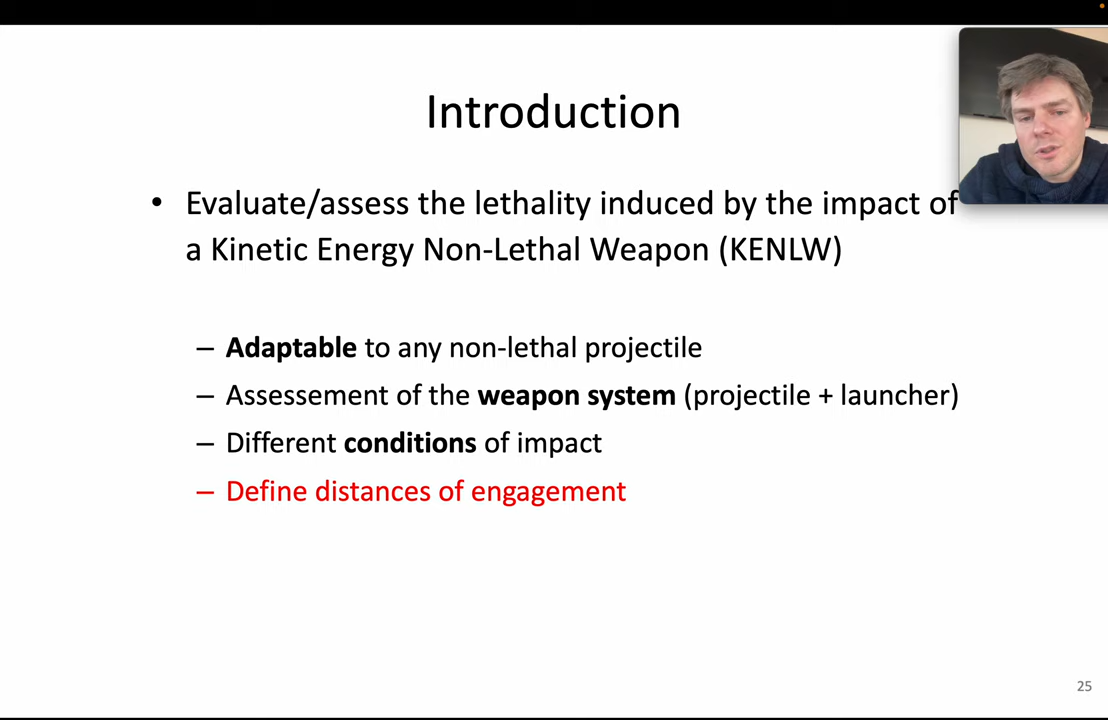 Introduction
• Evaluate/assess the lethality induced by the impact of
a Kinetic Energy Non-Lethal Weapon (KENLW)
– Adaptable to any non-lethal projectile
– Assessement of the weapon system (projectile + launcher)
– Different conditions of impact
– Define distances of engagement
25